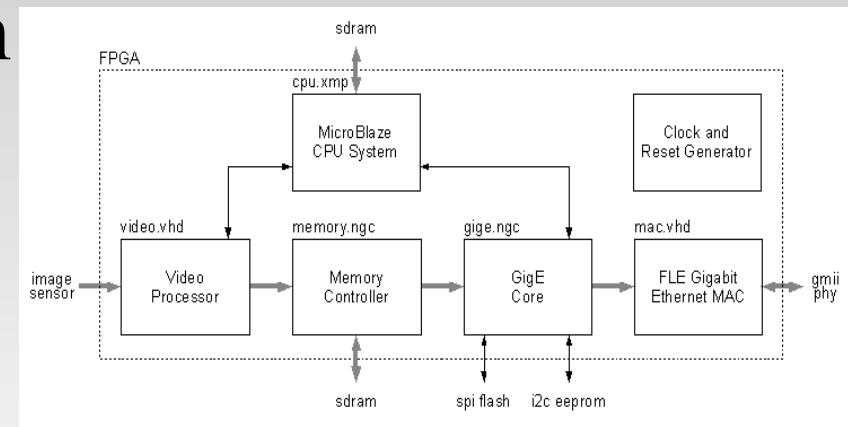 n
sdram
FPGA
cpu.xmp
MicroBlaze
CPU System
Clock and
Reset Generator
video.vhd
memory.ngc
gige.ngc
mac.vhd
image
sensor
Video
Processor
Memory
Controller
GigE
Core
FLE Gigabit
Ethernet MAC
gmii
phy
sdram
spi flash
i2c eeprom